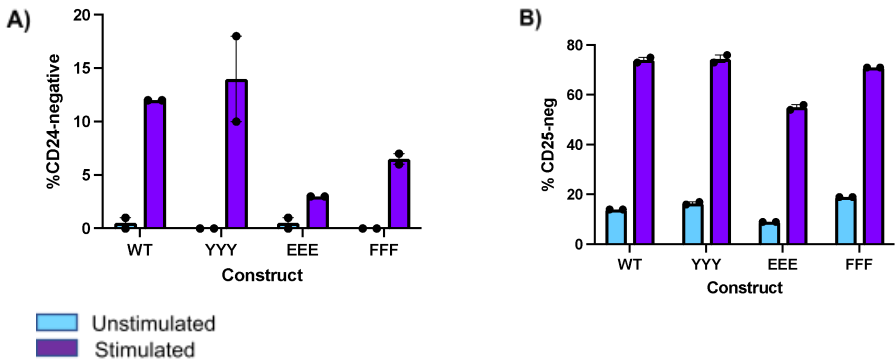 A)
20
15
10
5
0
%CD24-negative
WT YYY EEE FFF
Construct
B)
80
60
40
20
0
% CD25-neg
WT YYY EEE FFF
Construct
Unstimulated
Stimulated